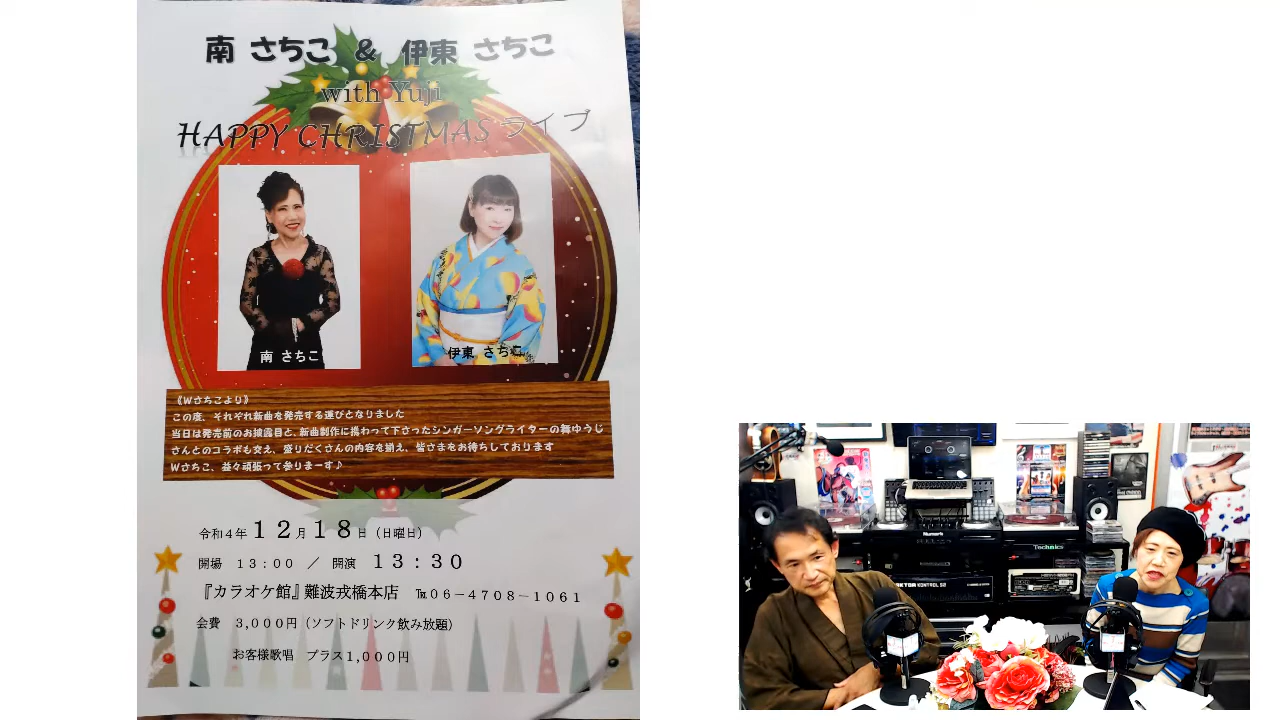 南 さちこ & 伊東 さちこ
with Yuji
HAPPY CHRISTMAS ライブ
南 さちこ
伊東 さちこ
《Wさちこより》
この度、それぞれ新曲を発売する運びとなりました
当日は発売前のお披露目と、新曲制作に携わって下さったシンガーソングライターの舞ゆうじ
さんとのコラボも交え、盛りだくさんの内容を揃え、皆さまをお待ちしております
Wさちこ、益々頑張って参りまーす♪
令和4年 12月18日（日曜日）
開場 13:00 ／ 開演 13:30
『カラオケ館』難波戎橋本店 ℡06－4708－1061
会費 3,000円（ソフトドリンク飲み放題）
お客様歌唱 プラス1,000円
Numark
Technics
TRAKTOR KONTROL S2